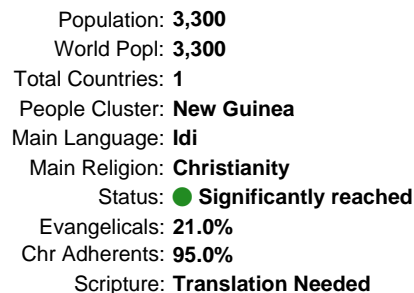 Population: 3,300
World Popl: 3,300
Total Countries: 1
People Cluster: New Guinea
Main Language: Idi
Main Religion: Christianity
Status: Significantly reached
Evangelicals: 21.0%
Chr Adherents: 95.0%
Scripture: Translation Needed